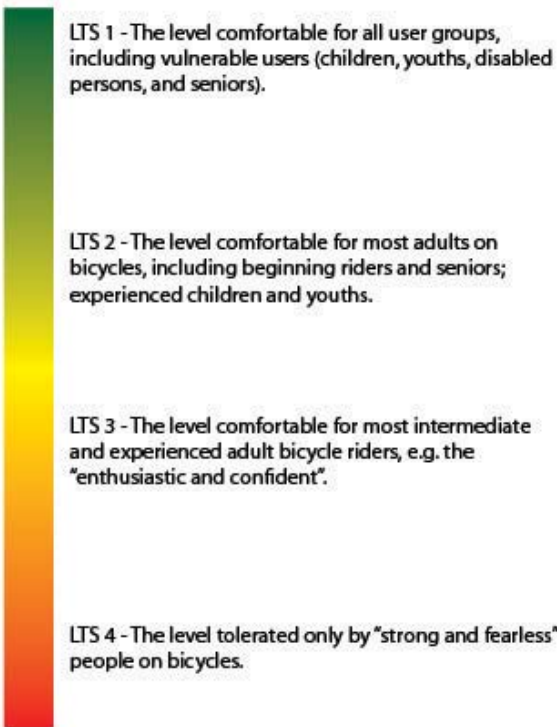 LTS 1 - The level comfortable for all user groups,
including vulnerable users (children, youths, disabled
persons, and seniors).
LTS 2 - The level comfortable for most adults on
bicycles, including beginning riders and seniors;
experienced children and youths.
LTS 3 - The level comfortable for most intermediate
and experienced adult bicycle riders, e.g. the
“enthusiastic and confident”.
LTS 4 - The level tolerated only by “strong and fearless”
people on bicycles.